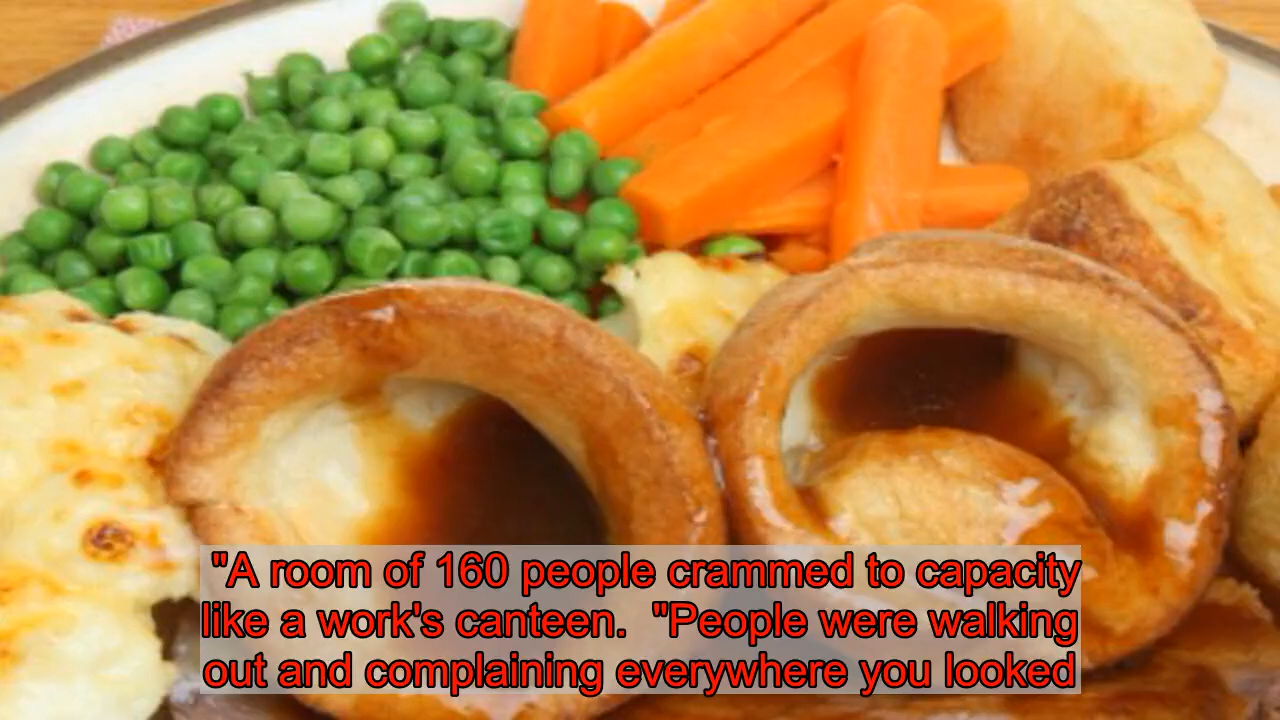 "A room of 160 people crammed to capacity
like a work's canteen.  "People were walking
out and complaining everywhere you looked